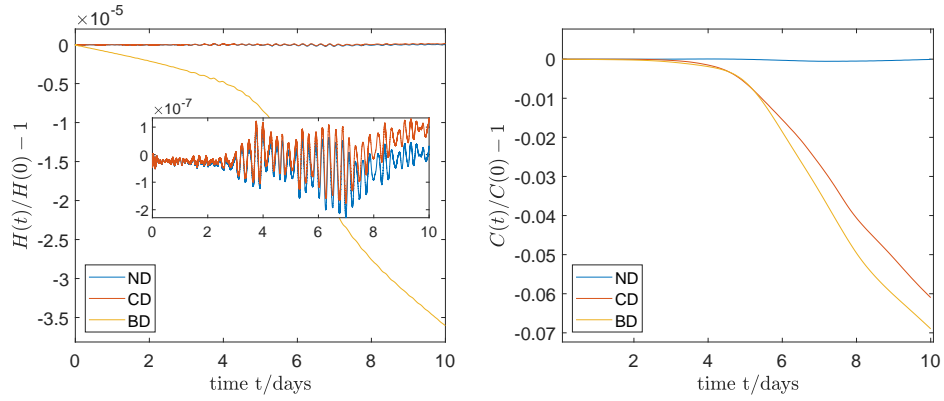 ×10⁻⁵
0
-0.5
-1
-1.5
-2
-2.5
-3
-3.5
H(t)/H(0) − 1
×10⁻⁷
1
0
-1
-2
0 2 4 6 8 10
ND
CD
BD
0 2 4 6 8 10
time t/days
0
-0.01
-0.02
-0.03
-0.04
-0.05
-0.06
-0.07
C(t)/C(0) − 1
ND
CD
BD
2 4 6 8 10
time t/days